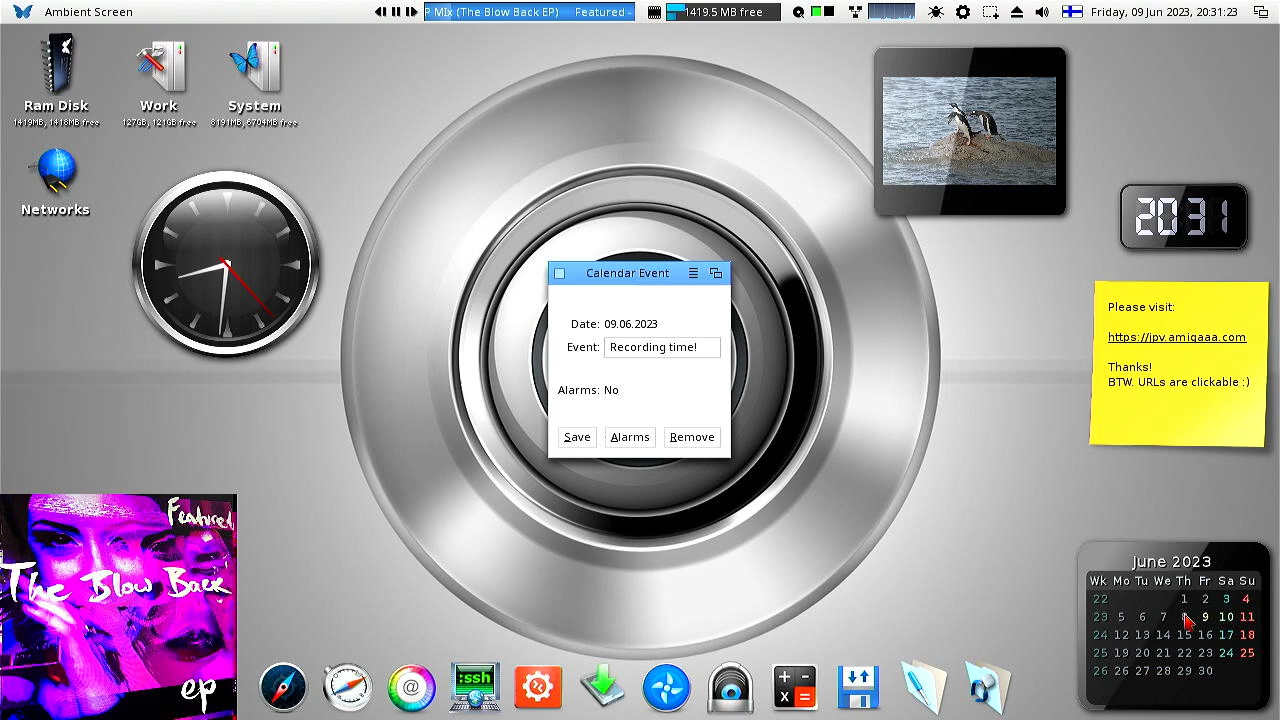 Ambient Screen
P MIx (The Blow Back EP) Featured -
1419.5 MB free
Friday, 09 Jun 2023, 20:31:23
Ram Disk
1419MB, 1418MB free
Work
127GB, 121GB free
System
8191MB, 6704MB free
Networks
20 31
Calendar Event
Date: 09.06.2023
Event: Recording time!
Alarms: No
Save Alarms Remove
Please visit:
https://jpv.amigaaa.com
Thanks!
BTW. URLs are clickable :)
Featured
The Blow Back
ep
@
:ssh
+ -
x =
June 2023
Wk Mo Tu We Th Fr Sa Su
22 1 2 3 4
23 5 6 7 8 9 10 11
24 12 13 14 15 16 17 18
25 19 20 21 22 23 24 25
26 26 27 28 29 30